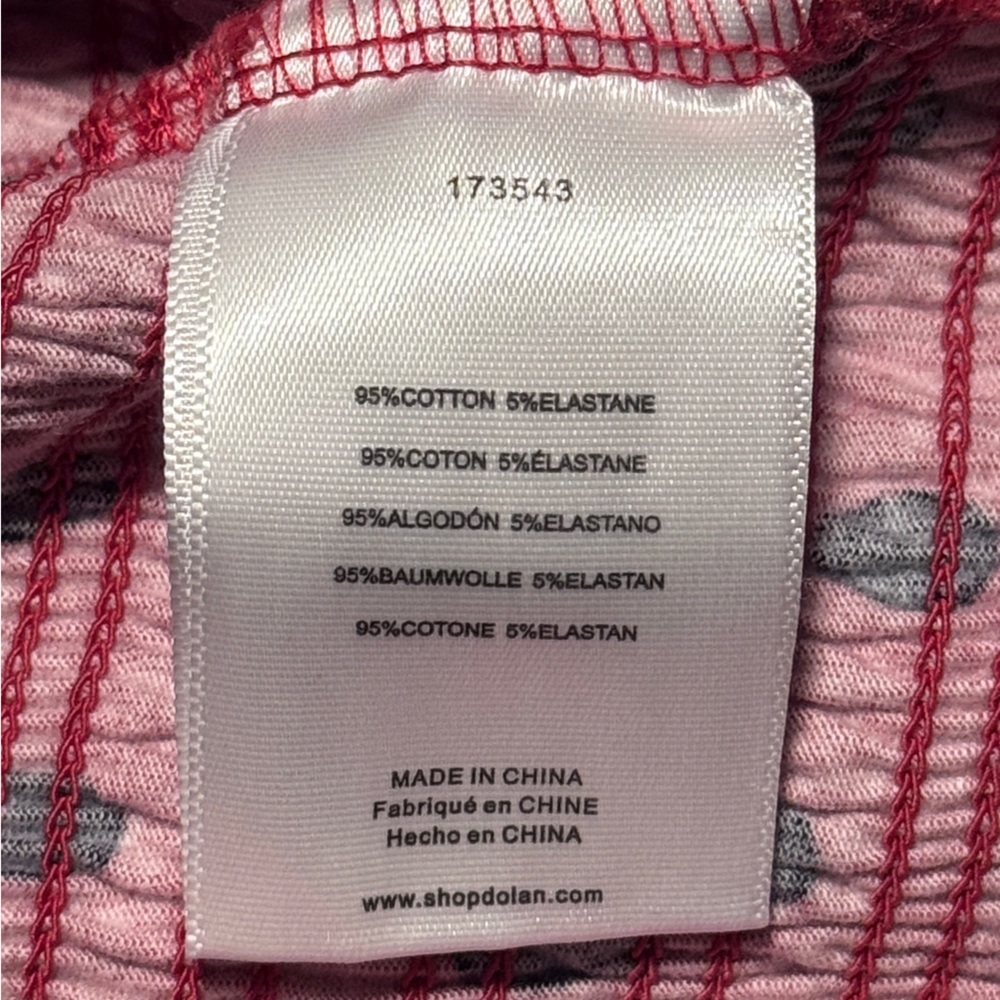 173543
95%COTTON 5%ELASTANE
95%COTON 5%ÉLASTANE
95%ALGODÓN 5%ELASTANO
95%BAUMWOLLE 5%ELASTAN
95%COTONE 5%ELASTAN
MADE IN CHINA
Fabriqué en CHINE
Hecho en CHINA
www.shopdolan.com